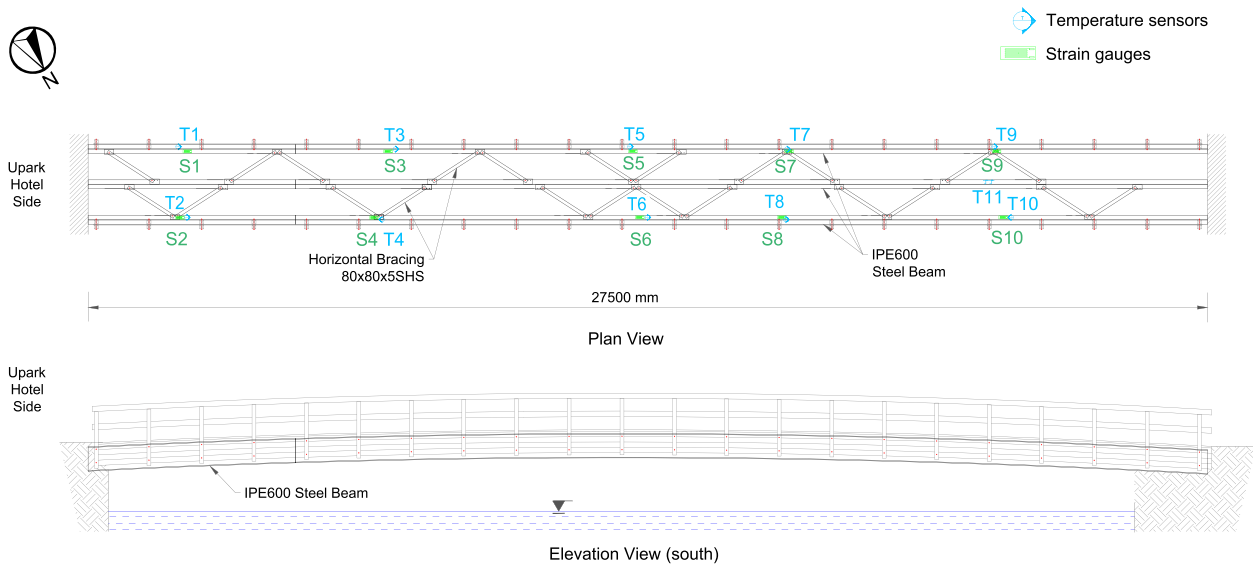 Temperature sensors
Strain gauges
N
T1
T3
T5
T7
T9
S1
S3
S5
S7
S9
Upark
Hotel
Side
T2
T6
T8
T11
T10
S2
S4
T4
S6
S8
S10
Horizontal Bracing
80x80x5SHS
IPE600
Steel Beam
27500 mm
Plan View
Upark
Hotel
Side
IPE600 Steel Beam
Elevation View (south)